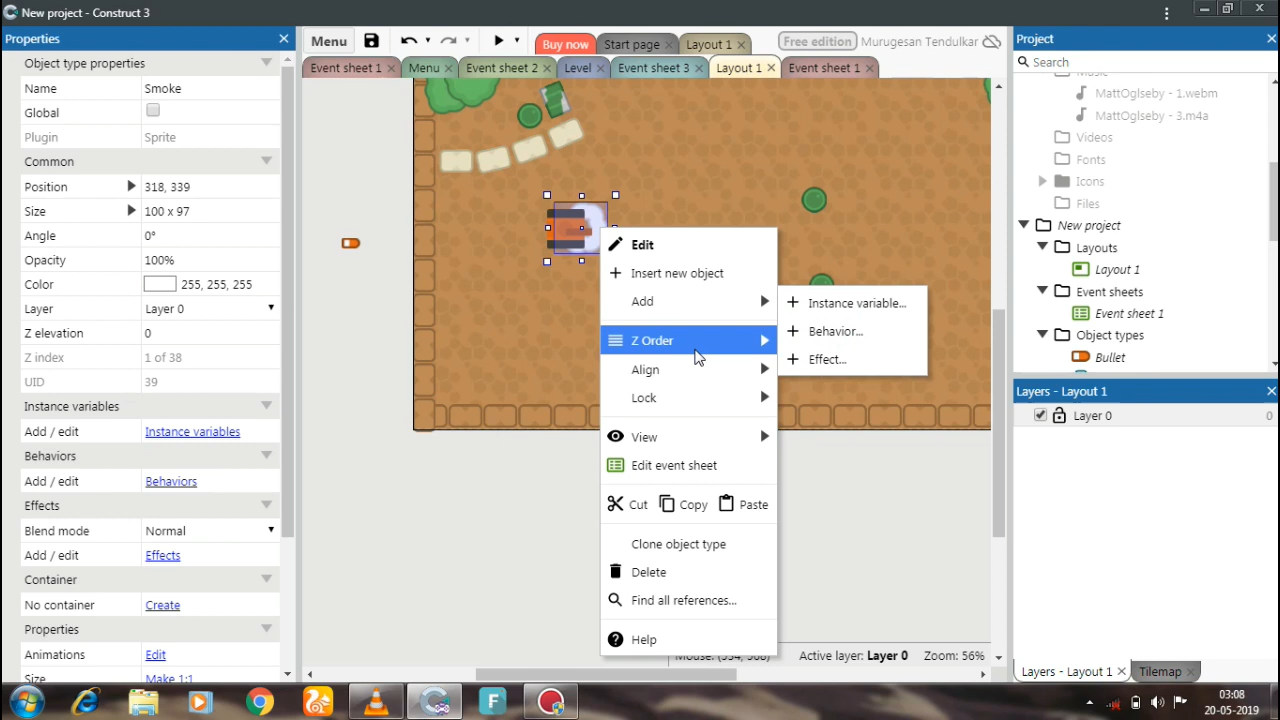 New project - Construct 3
Properties
Object type properties
Name Smoke
Global
Plugin Sprite
Common
Position 318, 339
Size 100 x 97
Angle 0°
Opacity 100%
Color 255, 255, 255
Layer Layer 0
Z elevation 0
Z index 1 of 38
UID 39
Instance variables
Add / edit Instance variables
Behaviors
Add / edit Behaviors
Effects
Blend mode Normal
Add / edit Effects
Container
No container Create
Properties
Animations Edit
Size Make 1:1
Menu
Buy now Start page Layout 1
Free edition Murugesan Tendulkar
Event sheet 1 Menu Event sheet 2 Level Event sheet 3 Layout 1 Event sheet 1
Edit
Insert new object
Add
Z Order
Align
Lock
View
Edit event sheet
Cut Copy Paste
Clone object type
Delete
Find all references...
Help
Instance variable...
Behavior...
Effect...
Active layer: Layer 0 Zoom: 56%
Project
Search
Music
MattOglseby - 1.webm
MattOglseby - 3.m4a
Videos
Fonts
Icons
Files
New project
Layouts
Layout 1
Event sheets
Event sheet 1
Object types
Bullet
Layers - Layout 1
Layer 0 0
Layers - Layout 1 Tilemap
F
03:08
20-05-2019